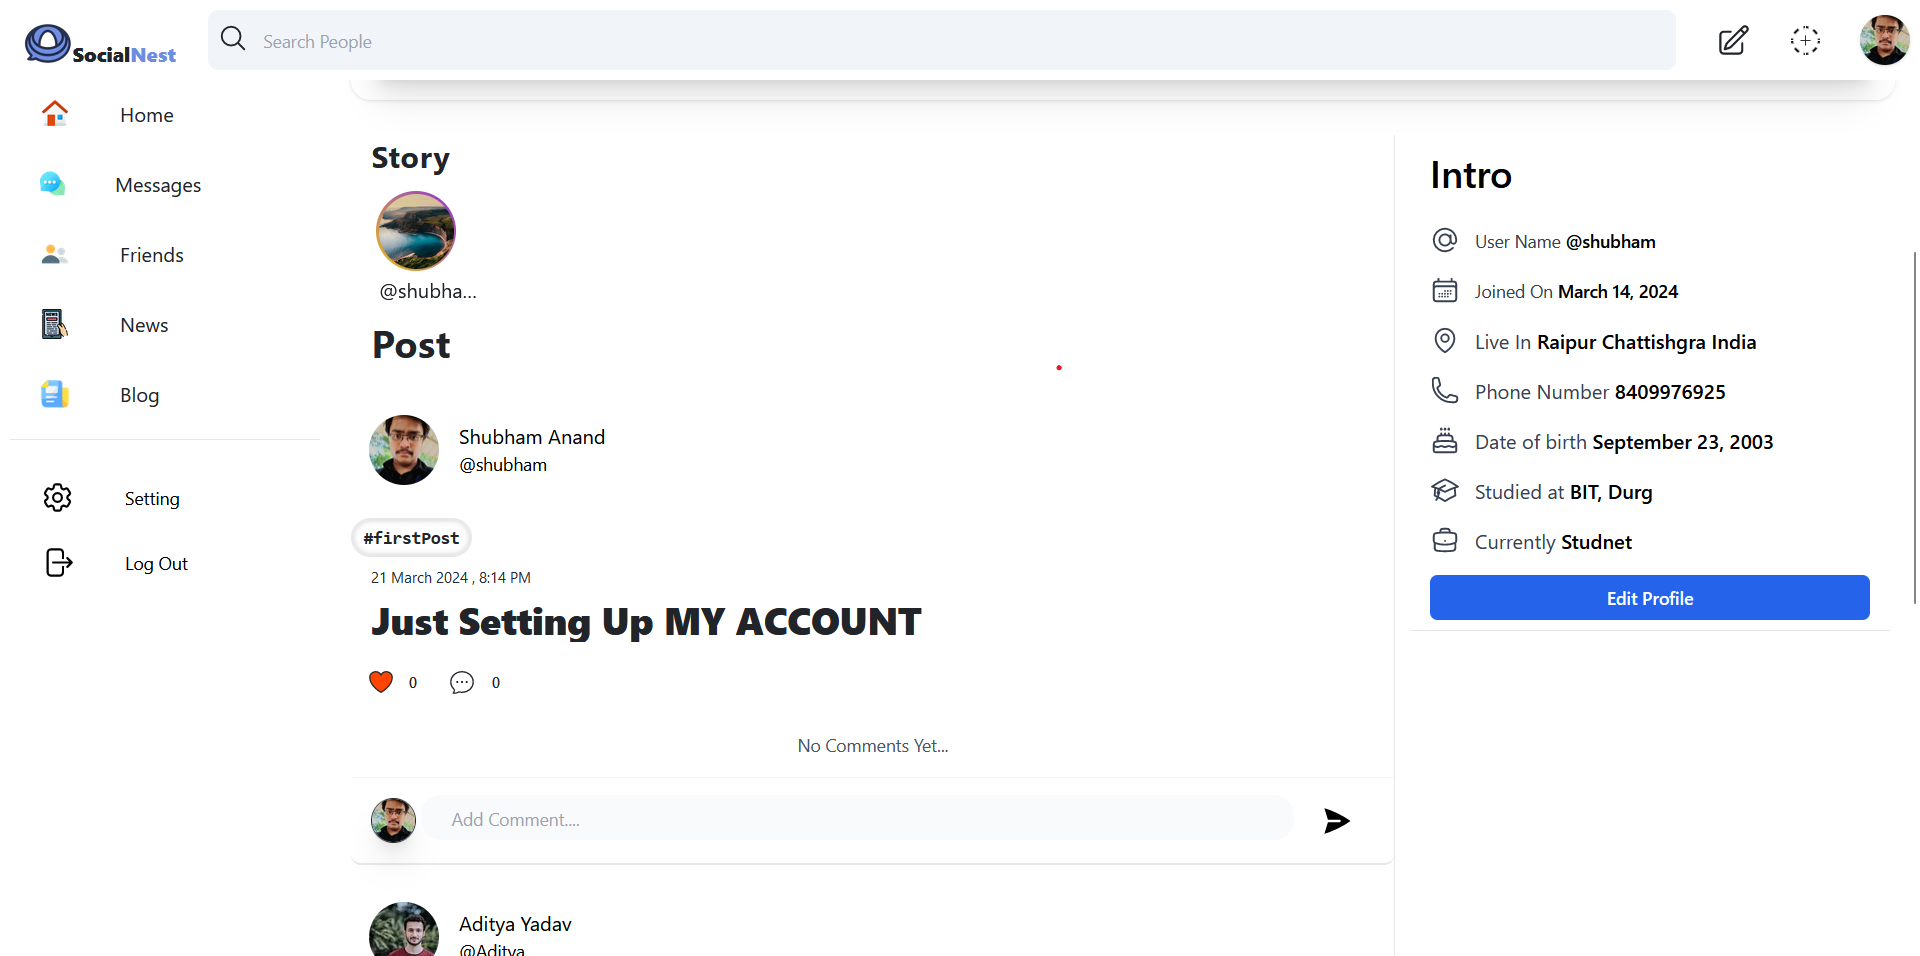 SocialNest
Search People
Home
Messages
Friends
News
Blog
Setting
Log Out
Story
@shubha...
Post
Shubham Anand
@shubham
#firstPost
21 March 2024 , 8:14 PM
Just Setting Up MY ACCOUNT
0
0
No Comments Yet...
Add Comment....
Aditya Yadav
@Aditya
Intro
User Name @shubham
Joined On March 14, 2024
Live In Raipur Chattishgra India
Phone Number 8409976925
Date of birth September 23, 2003
Studied at BIT, Durg
Currently Studnet
Edit Profile